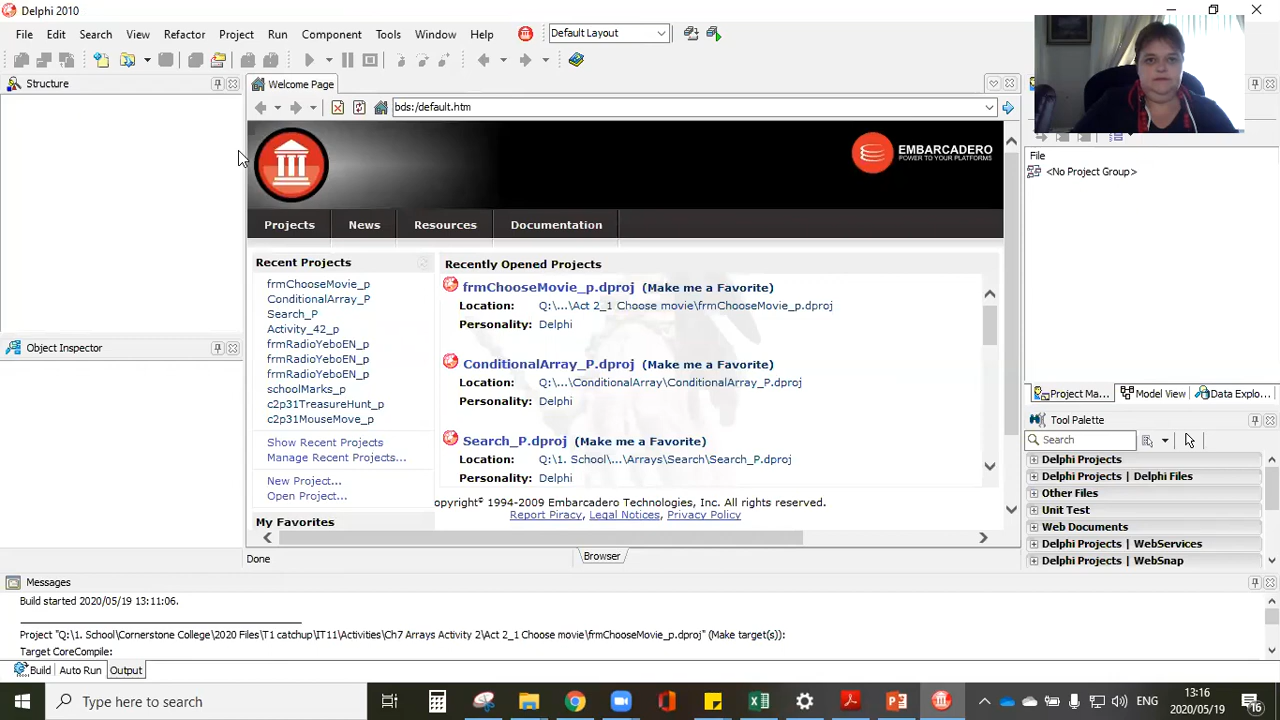 Delphi 2010
File Edit Search View Refactor Project Run Component Tools Window Help Default Layout
Structure
Welcome Page
bds:/default.htm
EMBARCADERO
POWER TO YOUR PLATFORMS
File
<No Project Group>
Projects News Resources Documentation
Recent Projects
frmChooseMovie_p
ConditionalArray_P
Search_P
Activity_42_p
frmRadioYeboEN_p
frmRadioYeboEN_p
frmRadioYeboEN_p
schoolMarks_p
c2p31TreasureHunt_p
c2p31MouseMove_p
Show Recent Projects
Manage Recent Projects...
New Project...
Open Project...
My Favorites
Recently Opened Projects
frmChooseMovie_p.dproj (Make me a Favorite)
Location: Q:\...\Act 2_1 Choose movie\frmChooseMovie_p.dproj
Personality: Delphi
ConditionalArray_P.dproj (Make me a Favorite)
Location: Q:\...\ConditionalArray\ConditionalArray_P.dproj
Personality: Delphi
Search_P.dproj (Make me a Favorite)
Location: Q:\1. School\...\Arrays\Search\Search_P.dproj
Personality: Delphi
opyright© 1994-2009 Embarcadero Technologies, Inc. All rights reserved.
Report Piracy, Legal Notices, Privacy Policy
Done
Browser
Object Inspector
Project Ma... Model View Data Explo...
Tool Palette
Search
Delphi Projects
Delphi Projects | Delphi Files
Other Files
Unit Test
Web Documents
Delphi Projects | WebServices
Delphi Projects | WebSnap
Messages
Build started 2020/05/19 13:11:06.
Project "Q:\1. School\Cornerstone College\2020 Files\T1 catchup\IT11\Activities\Ch7 Arrays Activity 2\Act 2_1 Choose movie\frmChooseMovie_p.dproj" (Make target(s)):
Target CoreCompile:
Build Auto Run Output
Type here to search
ENG
13:16
2020/05/19
16